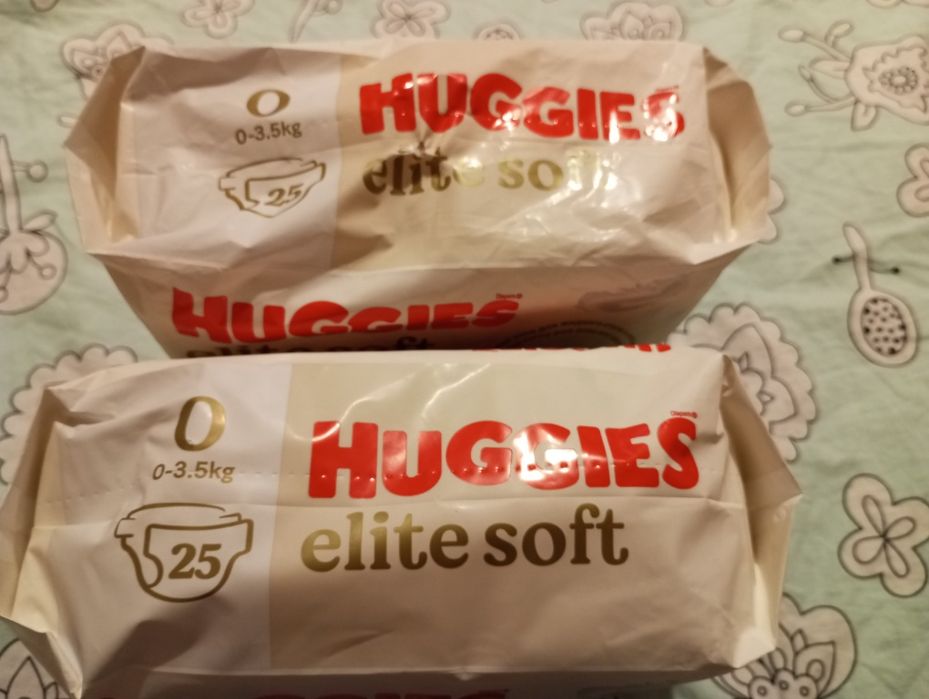 0
0-3.5kg
25
HUGGIES
elite soft
HUGGIES
0
0-3.5kg
25
HUGGIES
elite soft